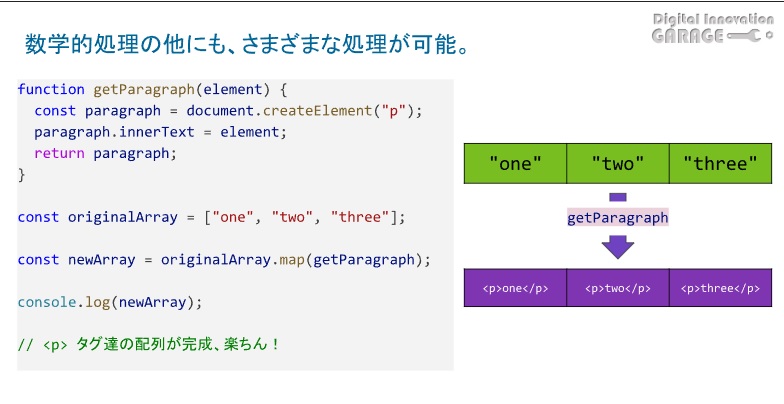 数学的処理の他にも、さまざまな処理が可能。
Digital Innovation
GARAGE
function getParagraph(element) {
  const paragraph = document.createElement("p");
  paragraph.innerText = element;
  return paragraph;
}
const originalArray = ["one", "two", "three"];
const newArray = originalArray.map(getParagraph);
console.log(newArray);
// <p> タグ達の配列が完成、楽ちん！
"one" "two" "three"
getParagraph
<p>one</p> <p>two</p> <p>three</p>